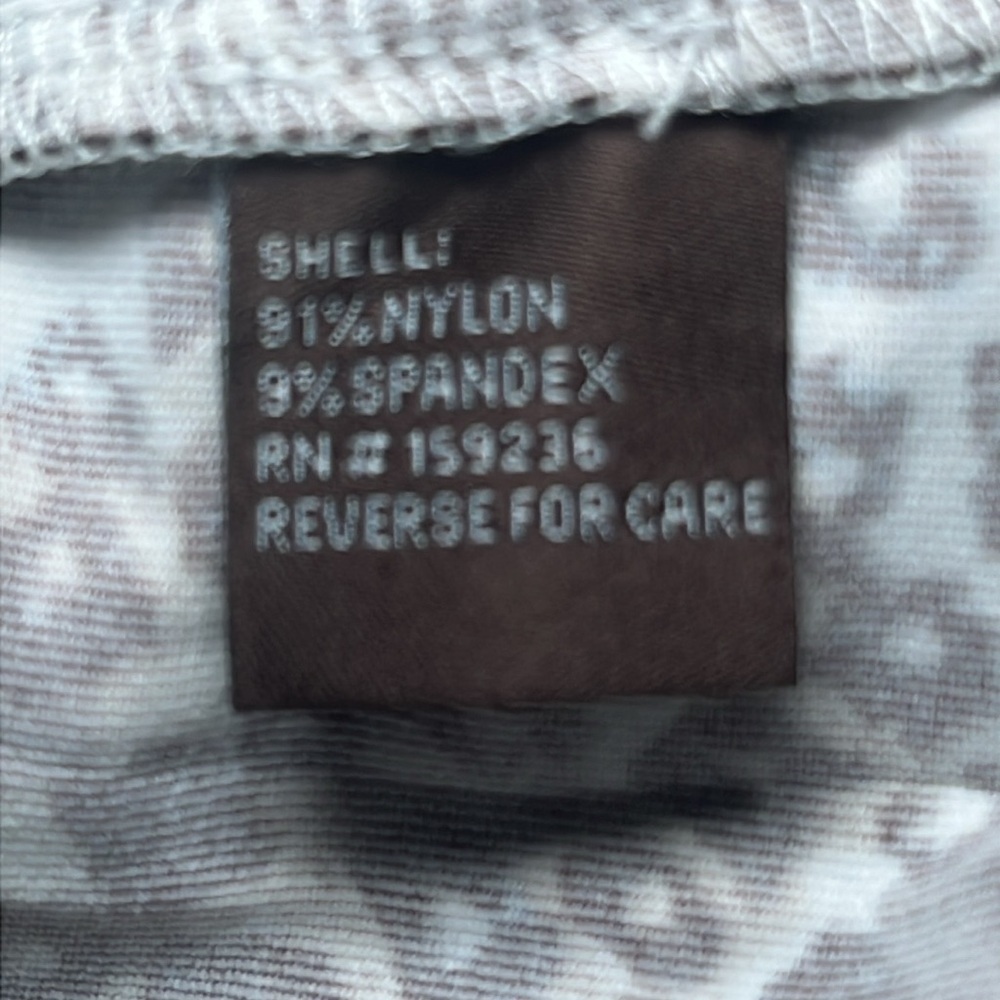 SHELL:
91%NYLON
9%SPANDEX
RN # 159236
REVERSE FOR CARE